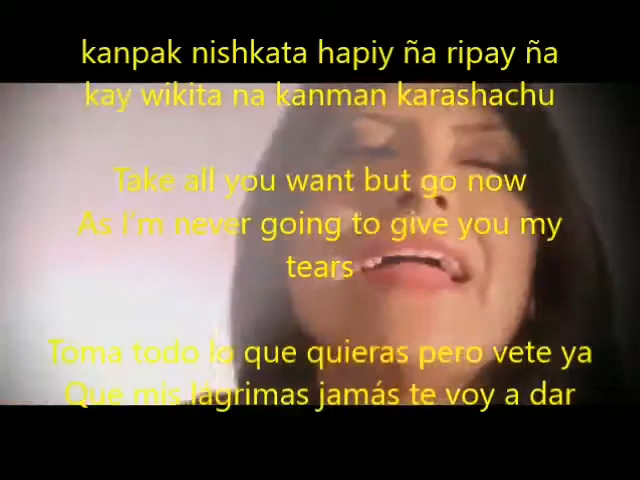 kanpak nishkata hapiy ña ripay ña
kay wikita na kanman karashachu
Take all you want but go now
As I'm never going to give you my
tears
Toma todo lo que quieras pero vete ya
Que mis lágrimas jamás te voy a dar